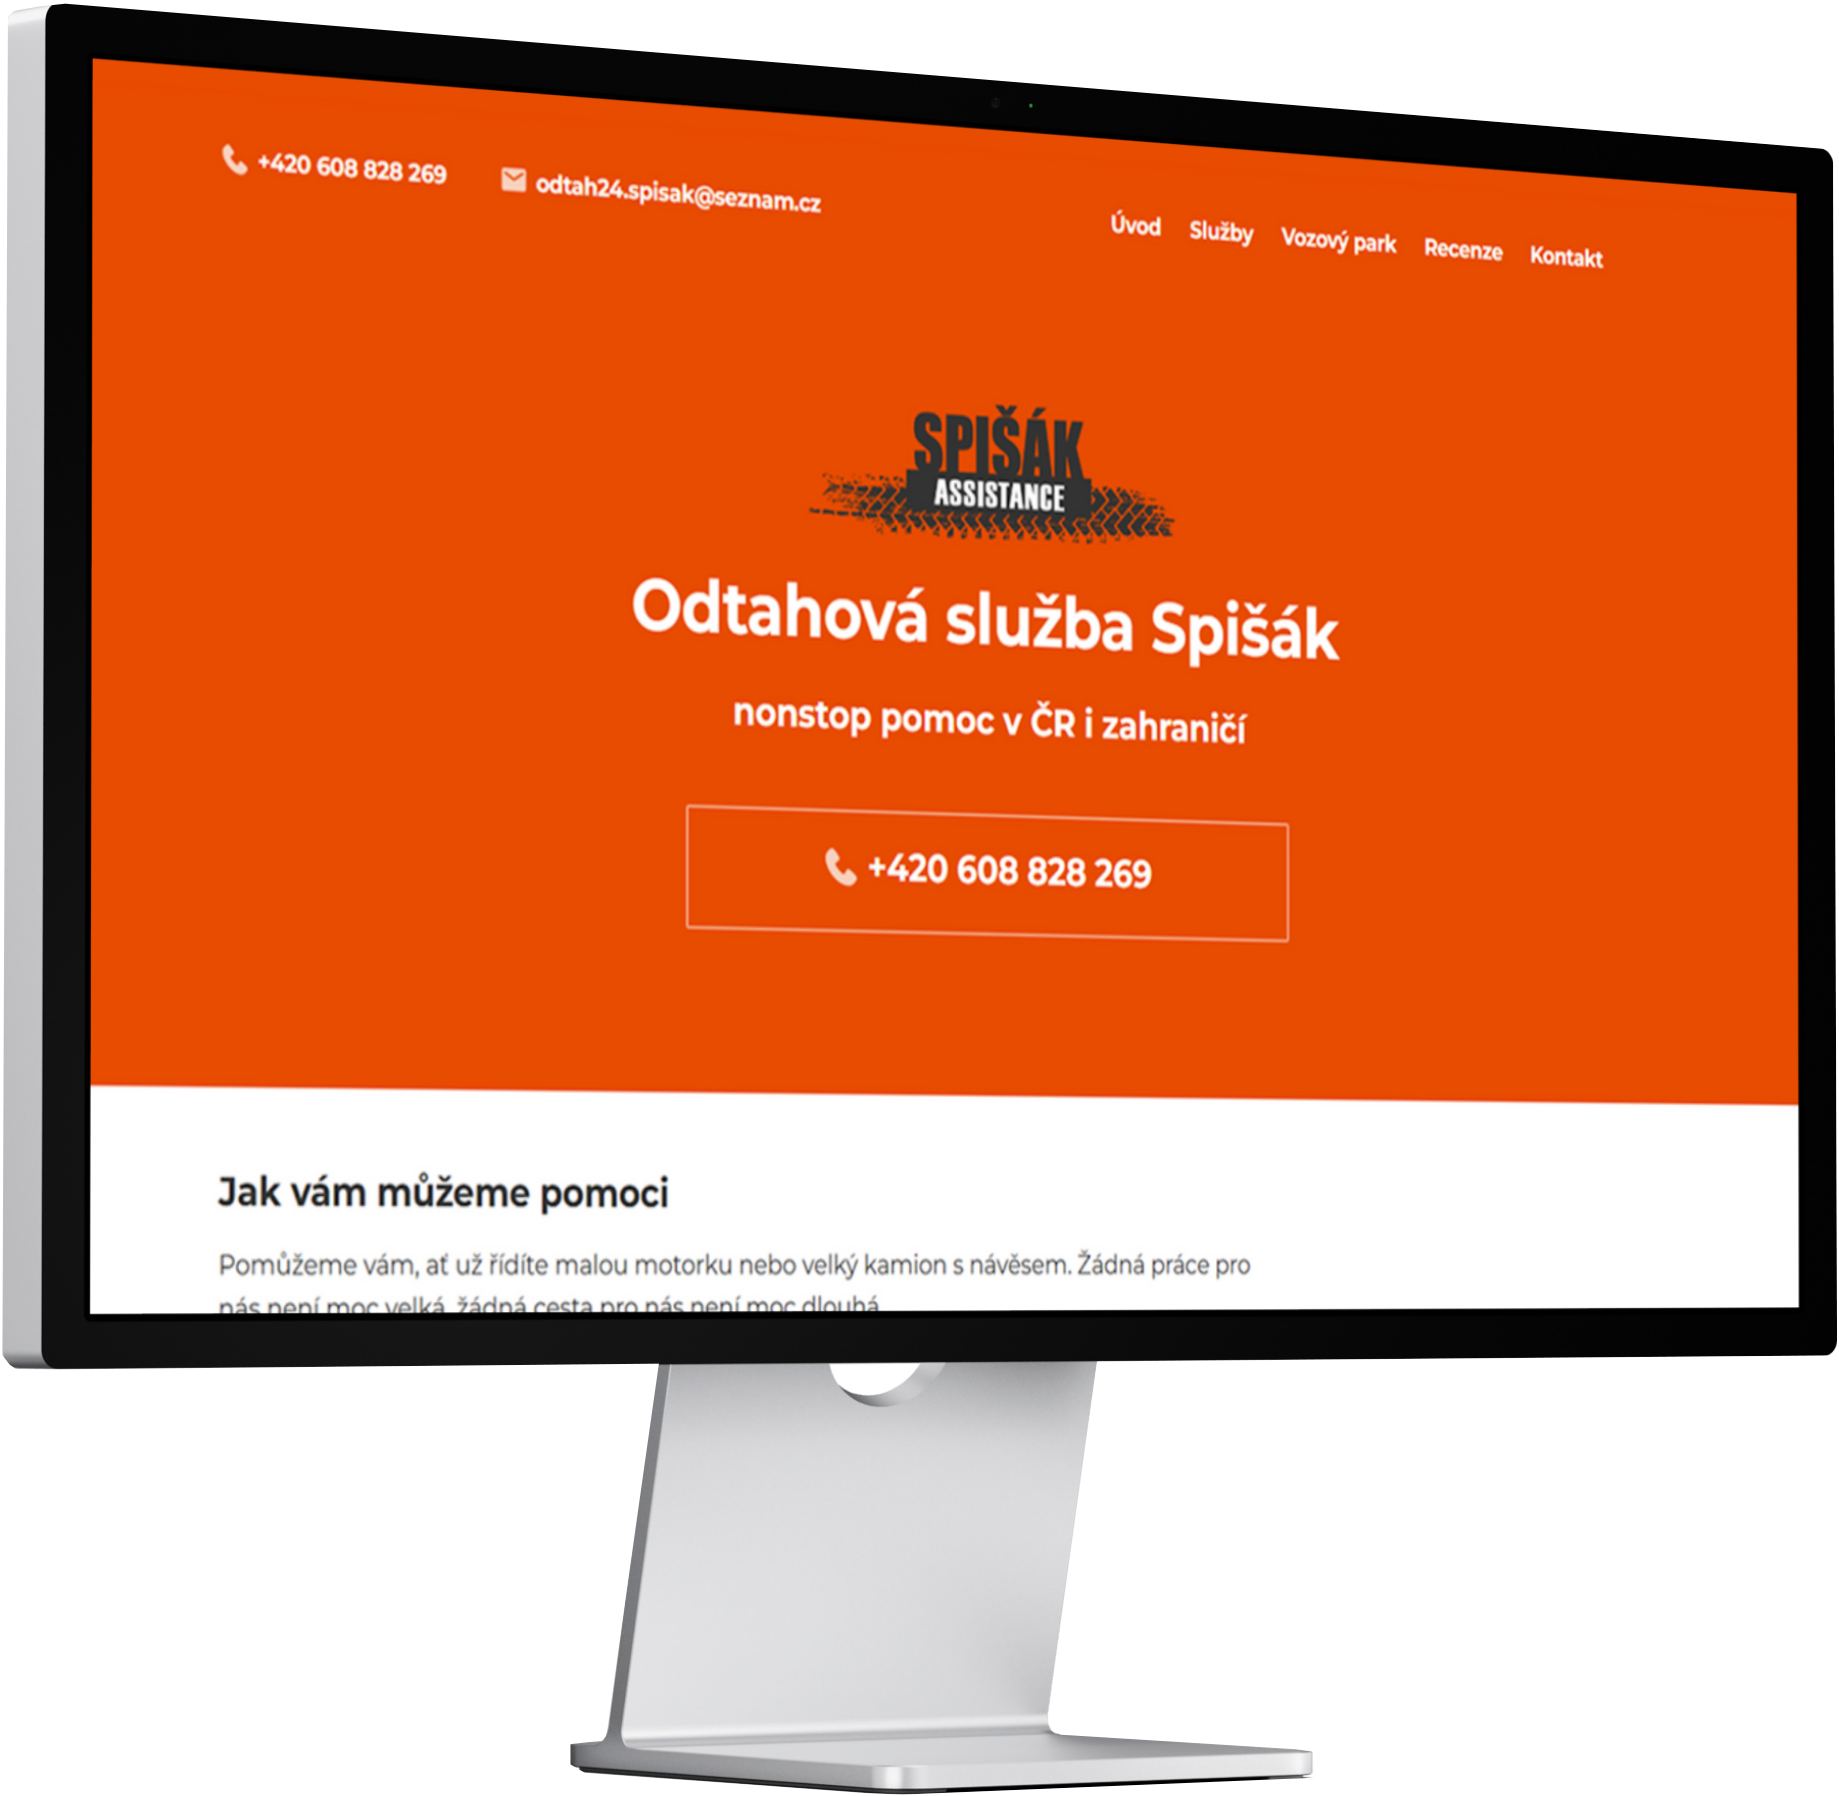 +420 608 828 269
odtah24.spisak@seznam.cz
Úvod Služby Vozový park Recenze Kontakt
SPIŠÁK
ASSISTANCE
Odtahová služba Spišák
nonstop pomoc v ČR i zahraničí
+420 608 828 269
Jak vám můžeme pomoci
Pomůžeme vám, ať už řídíte malou motorku nebo velký kamion s návěsem. Žádná práce pro
nás není moc velká, žádná cesta pro nás není moc dlouhá.